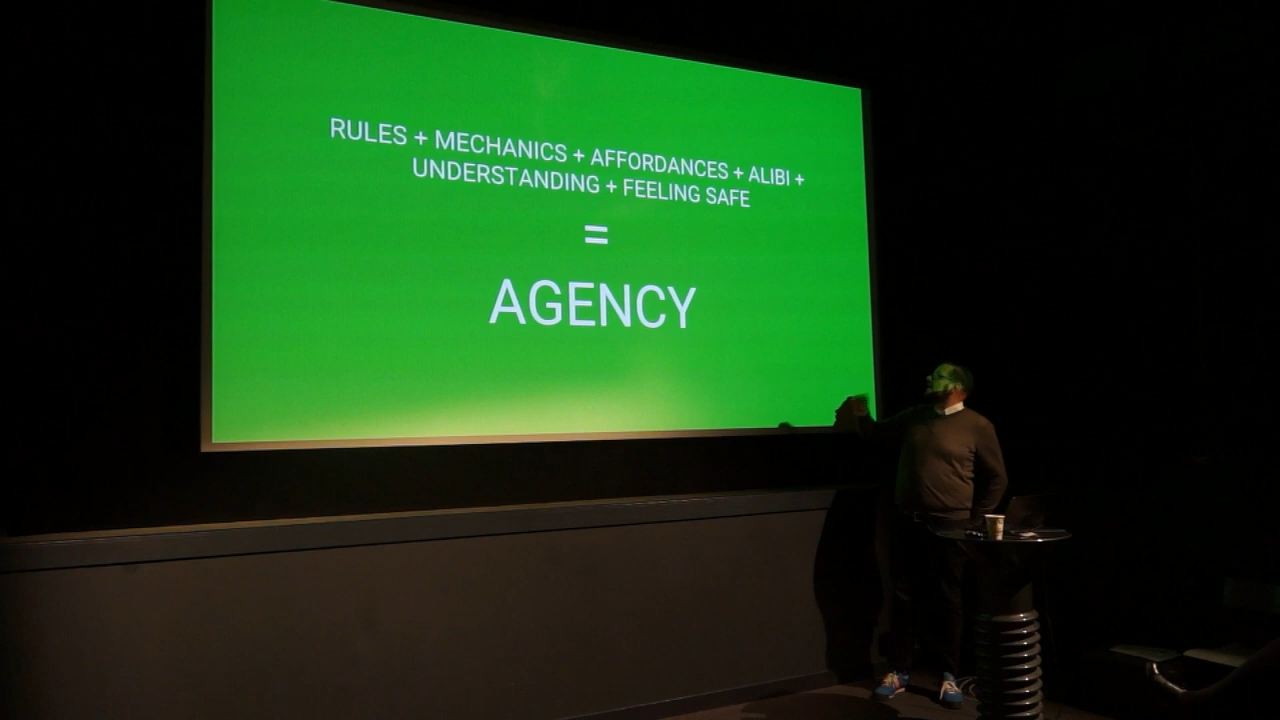 RULES + MECHANICS + AFFORDANCES + ALIBI +
UNDERSTANDING + FEELING SAFE
=
AGENCY